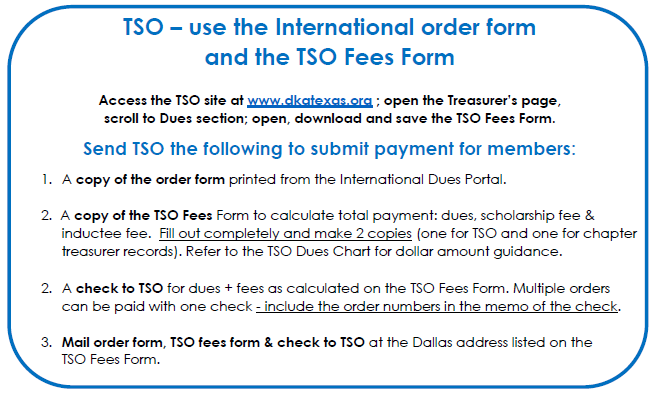 TSO – use the International order form
and the TSO Fees Form
Access the TSO site at www.dkgtexas.org ; open the Treasurer's page,
scroll to Dues section; open, download and save the TSO Fees Form.
Send TSO the following to submit payment for members:
1. A copy of the order form printed from the International Dues Portal.
2. A copy of the TSO Fees Form to calculate total payment: dues, scholarship fee &
inductee fee. Fill out completely and make 2 copies (one for TSO and one for chapter
treasurer records). Refer to the TSO Dues Chart for dollar amount guidance.
2. A check to TSO for dues + fees as calculated on the TSO Fees Form. Multiple orders
can be paid with one check - include the order numbers in the memo of the check.
3. Mail order form, TSO fees form & check to TSO at the Dallas address listed on the
TSO Fees Form.